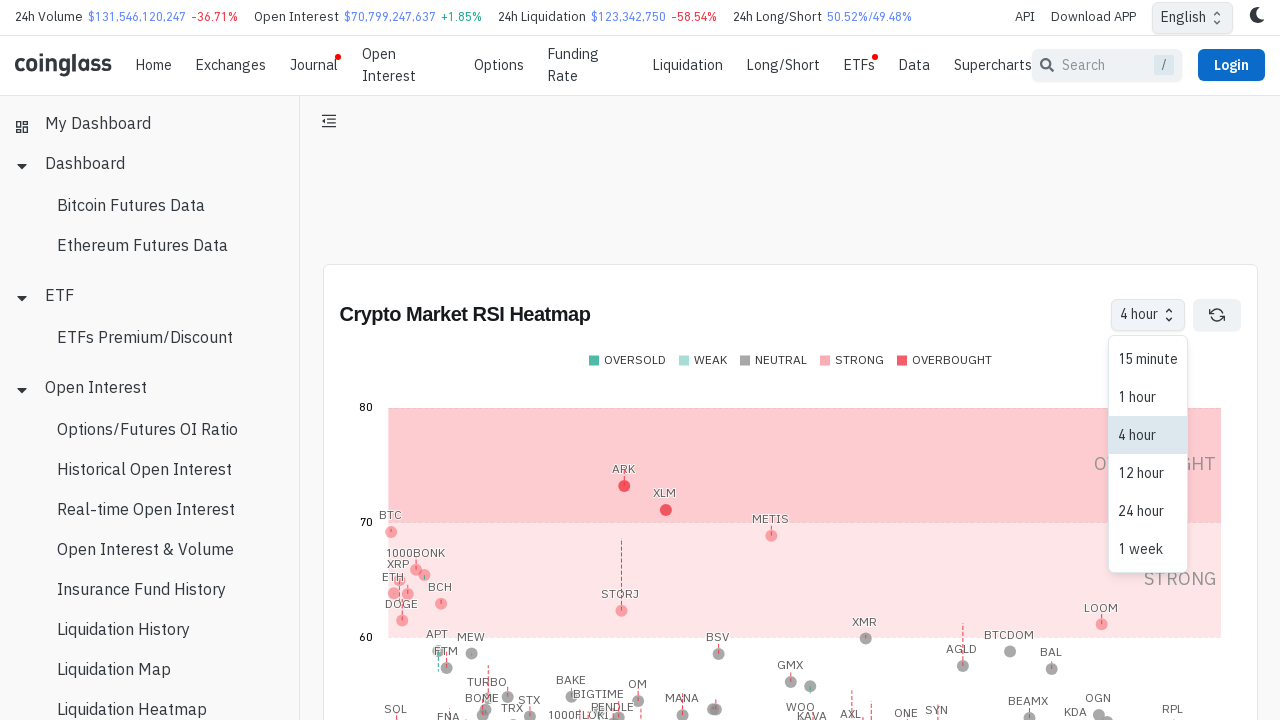 24h Volume $131,546,120,247 -36.71% Open Interest $70,799,247,637 +1.85% 24h Liquidation $123,342,750 -58.54% 24h Long/Short 50.52%/49.48% API Download APP English
coinglass Home Exchanges Journal Open Interest Options Funding Rate Liquidation Long/Short ETFs Data Supercharts Search / Login
My Dashboard
Dashboard
Bitcoin Futures Data
Ethereum Futures Data
ETF
ETFs Premium/Discount
Open Interest
Options/Futures OI Ratio
Historical Open Interest
Real-time Open Interest
Open Interest & Volume
Insurance Fund History
Liquidation History
Liquidation Map
Liquidation Heatmap
Crypto Market RSI Heatmap
4 hour
15 minute
1 hour
4 hour
12 hour
24 hour
1 week
OVERSOLD WEAK NEUTRAL STRONG OVERBOUGHT
80
ARK
XLM
BTC
70
METIS
1000BONK
XRP
ETH
STRONG
BCH
STORJ
DOGE
LOOM
XMR
60
APT
MEW
BSV
BTCDOM
FTM
AGLD
BAL
GMX
TURBO
BAKE
OM
BOME
STX
BIGTIME
MANA
BEAMX
OGN
SOL
TRX
PENDLE
WOO
RPL
ENA
KAVA
AXL
ONE
SYN
KDA